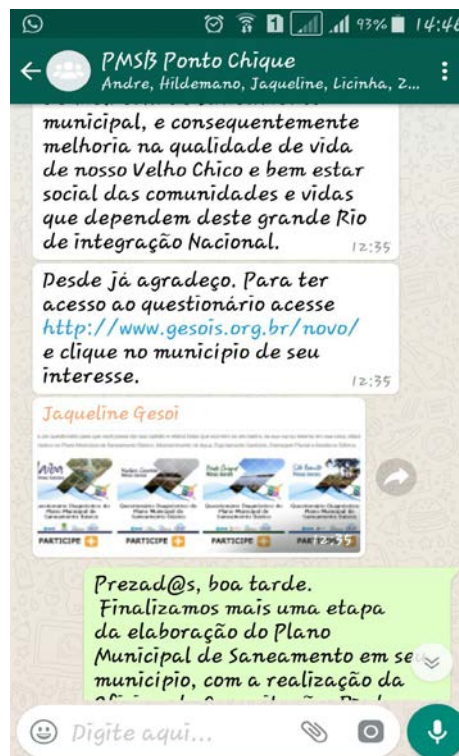 93% 14:46
PMSB Ponto Chique
Andre, Hildemano, Jaqueline, Licinha, 2...
municipal, e consequentemente
melhoria na qualidade de vida
de nosso Velho Chico e bem estar
social das comunidades e vidas
que dependem deste grande Rio
de integração Nacional.
12:35
Desde já agradeço. Para ter
acesso ao questionário acesse
http://www.gesois.org.br/novo/
e clique no município de seu
interesse.
12:35
Jaqueline Gesoi
PARTICIPE PARTICIPE PARTICIPE PARTICIPE
12:35
Prezad@s, boa tarde.
Finalizamos mais uma etapa
da elaboração do Plano
Municipal de Saneamento em seu
município, com a realização da
Digite aqui...